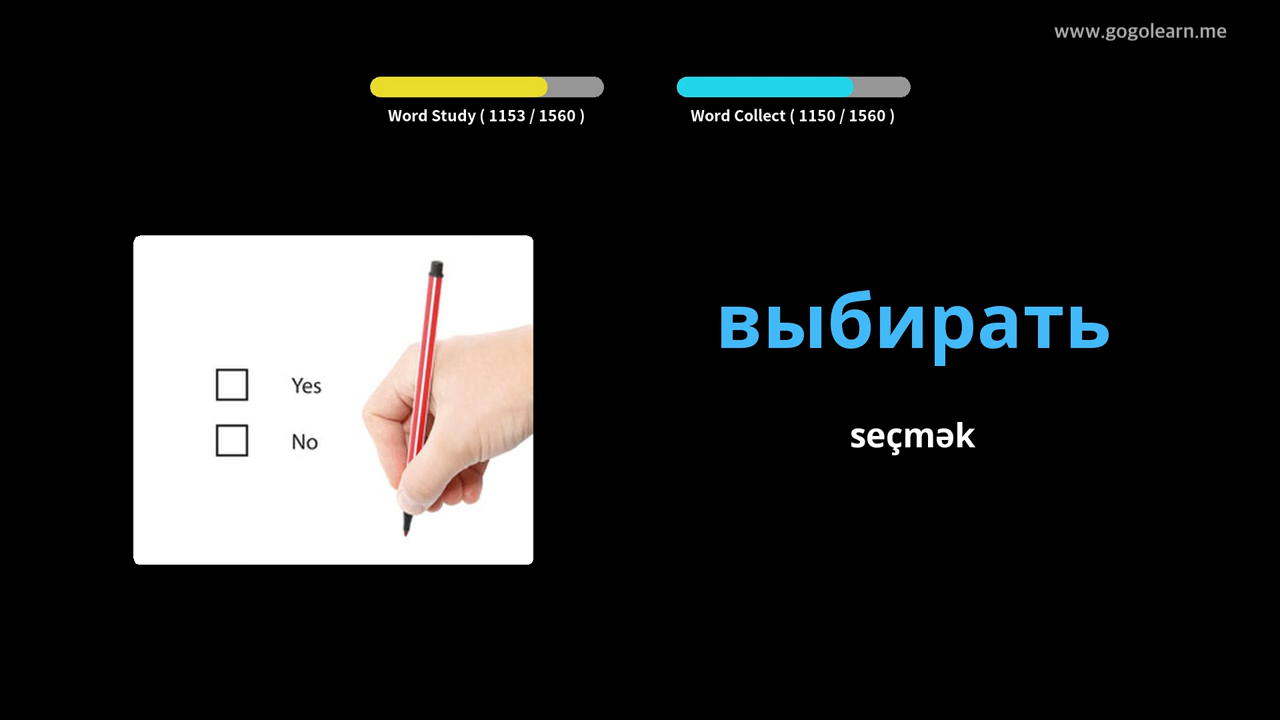 www.gogolearn.me
Word Study ( 1153 / 1560 )
Word Collect ( 1150 / 1560 )
Yes
No
выбирать
seçmək